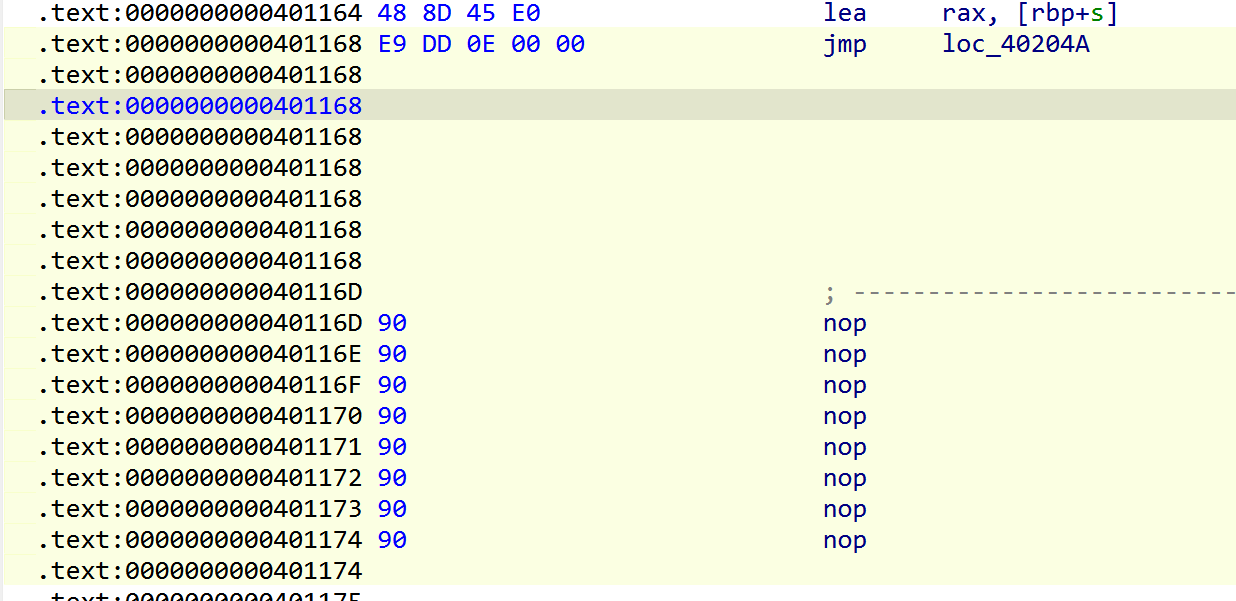 .text:0000000000401164 48 8D 45 E0 lea rax, [rbp+s]
.text:0000000000401168 E9 DD 0E 00 00 jmp loc_40204A
.text:0000000000401168
.text:0000000000401168
.text:0000000000401168
.text:0000000000401168
.text:0000000000401168
.text:0000000000401168
.text:0000000000401168
.text:000000000040116D ; --------------------------
.text:000000000040116D 90 nop
.text:000000000040116E 90 nop
.text:000000000040116F 90 nop
.text:0000000000401170 90 nop
.text:0000000000401171 90 nop
.text:0000000000401172 90 nop
.text:0000000000401173 90 nop
.text:0000000000401174 90 nop
.text:0000000000401174
.text:0000000000401175